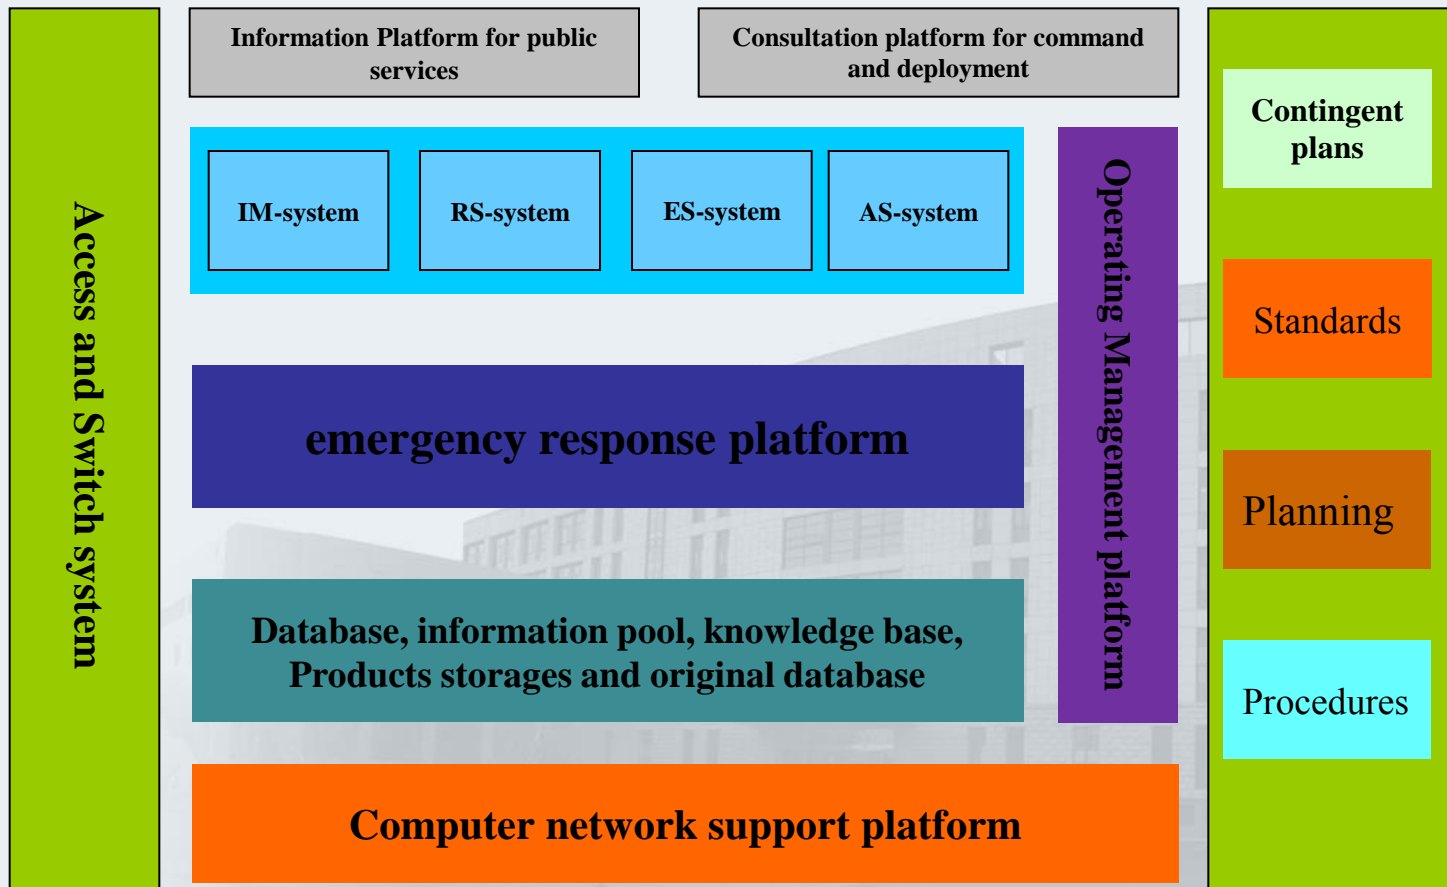 Access and Switch system
Information Platform for public
services
Consultation platform for command
and deployment
IM-system
RS-system
ES-system
AS-system
Operating Management platform
emergency response platform
Database, information pool, knowledge base,
Products storages and original database
Computer network support platform
Contingent
plans
Standards
Planning
Procedures